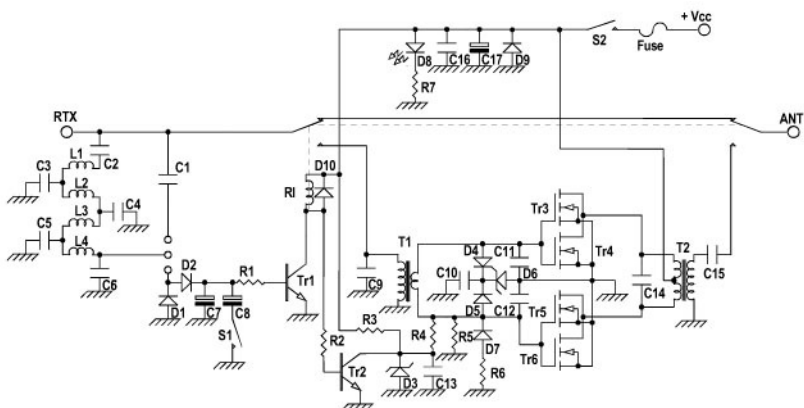 + Vcc
S2
Fuse
D8
C16
C17
D9
R7
RTX
ANT
L1
C2
C3
L2
C1
C4
L3
C5
L4
C6
D10
RI
Tr3
Tr4
T1
D4
C11
T2
C15
D2
R1
Tr1
C9
C10
D6
C14
D5
C12
Tr5
D1
C7
C8
S1
R2
R3
R4
R5
D7
Tr6
Tr2
D3
C13
R6